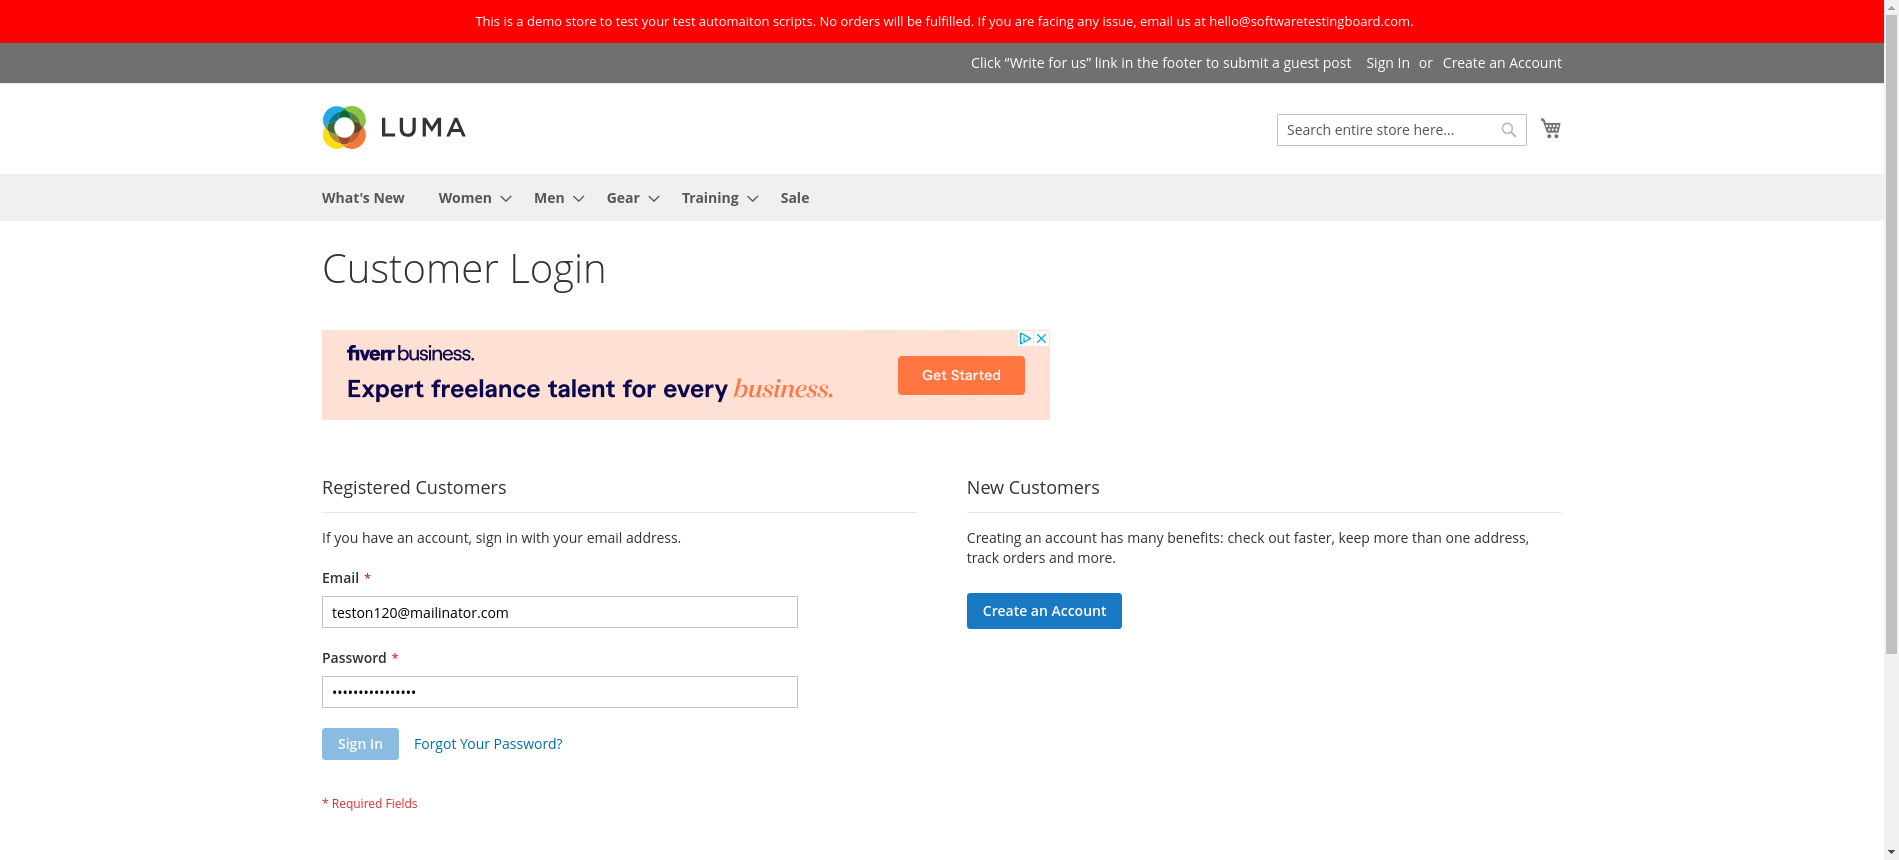 This is a demo store to test your test automaiton scripts. No orders will be fulfilled. If you are facing any issue, email us at hello@softwaretestingboard.com.
Click “Write for us” link in the footer to submit a guest post Sign In or Create an Account
LUMA
Search entire store here...
What's New Women Men Gear Training Sale
Customer Login
fiverr business.
Expert freelance talent for every business.
Get Started
Registered Customers
If you have an account, sign in with your email address.
Email *
teston120@mailinator.com
Password *
••••••••••••••••
Sign In Forgot Your Password?
* Required Fields
New Customers
Creating an account has many benefits: check out faster, keep more than one address,
track orders and more.
Create an Account